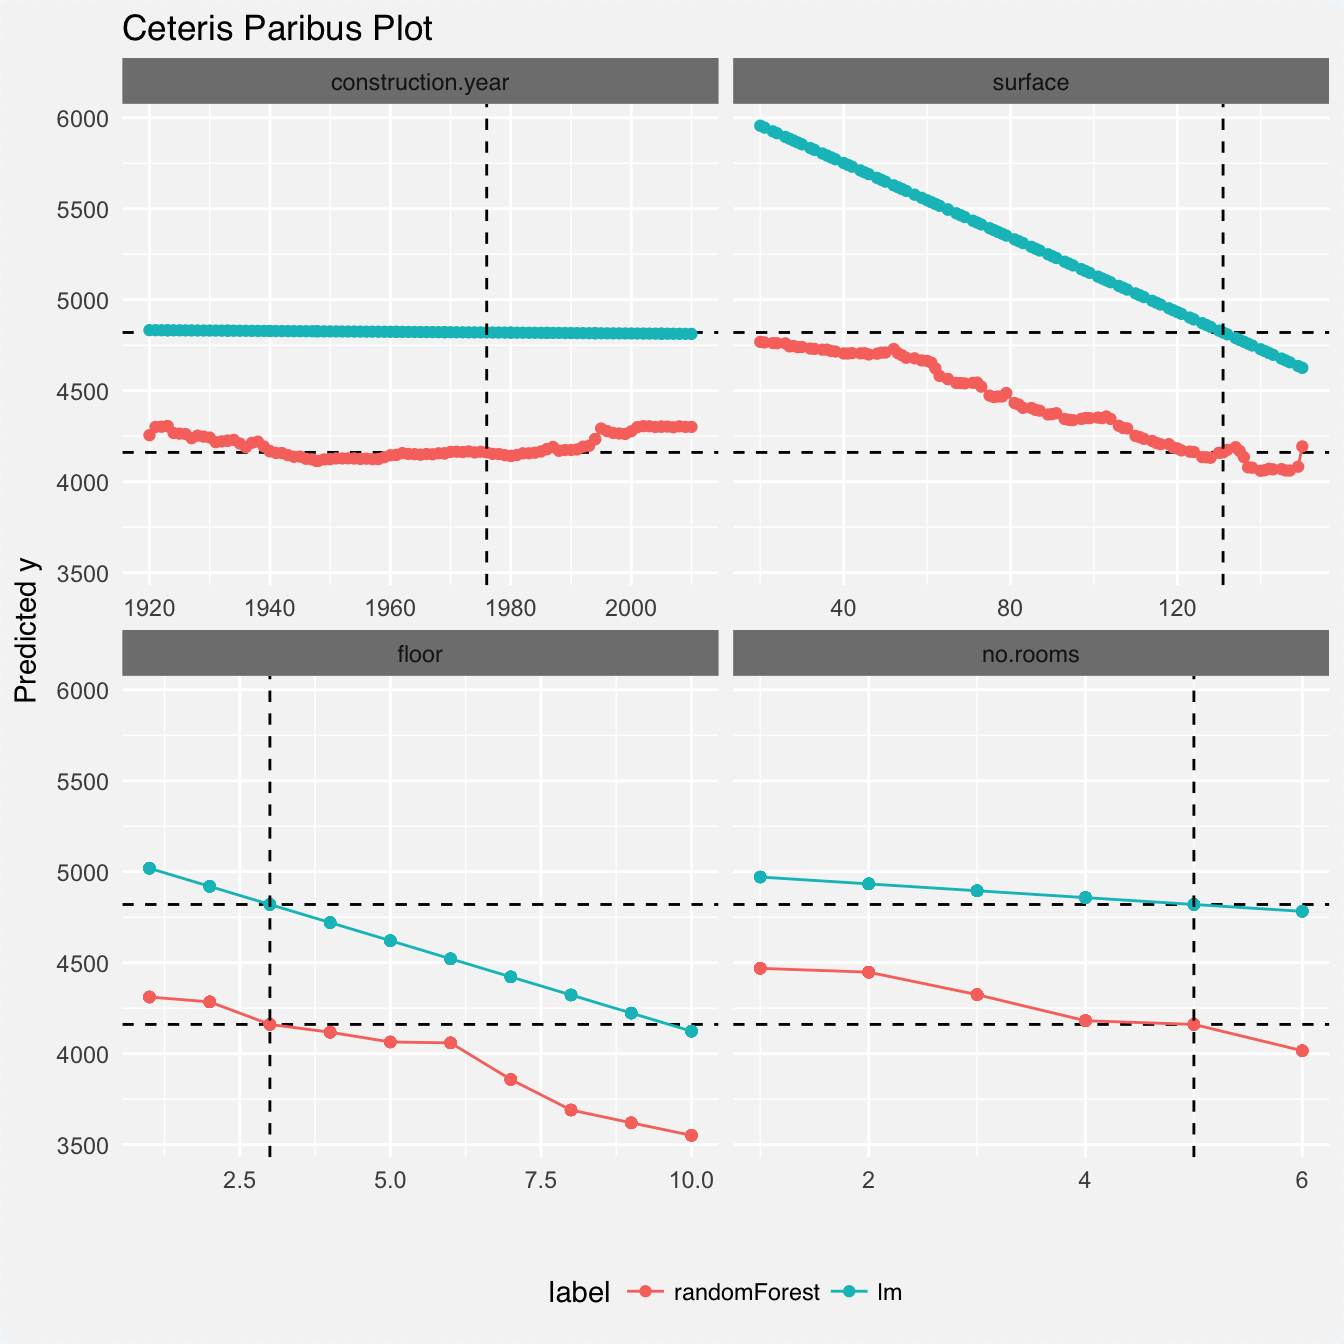 Ceteris Paribus Plot
construction.year
surface
6000
5500
5000
4500
4000
3500
1920 1940 1960 1980 2000
40 80 120
Predicted y
floor
no.rooms
6000
5500
5000
4500
4000
3500
2.5 5.0 7.5 10.0
2 4 6
label randomForest lm